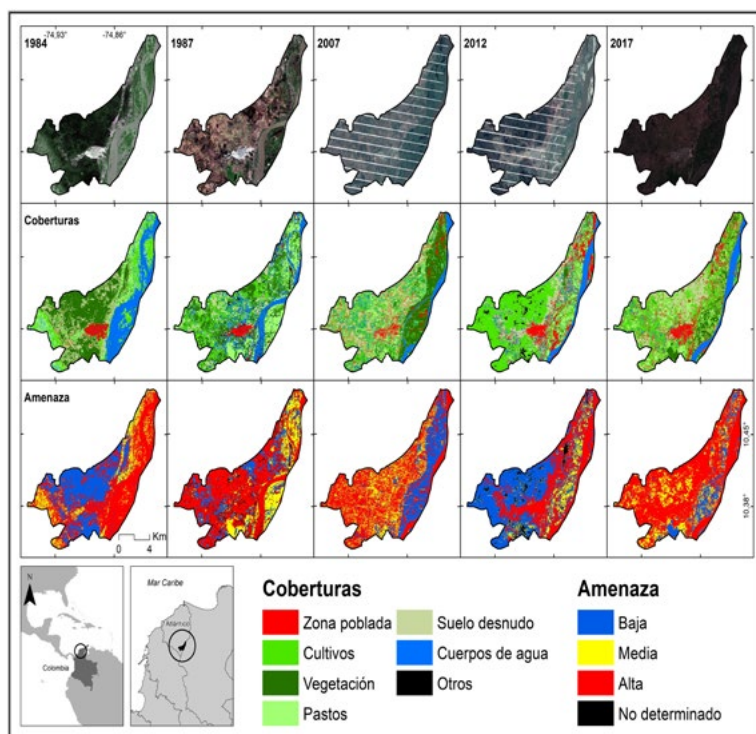 -74,93° -74,86°
1984 1987 2007 2012 2017
Coberturas
Amenaza
10,45°
10,38°
0 4 Km
N
Colombia
Mar Caribe
Atlántico
Coberturas
Zona poblada
Cultivos
Vegetación
Pastos
Suelo desnudo
Cuerpos de agua
Otros
Amenaza
Baja
Media
Alta
No determinado